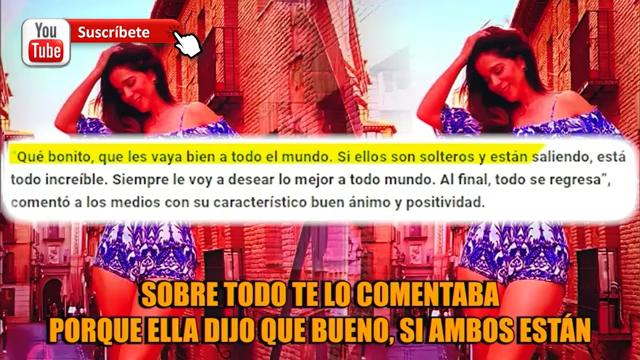 You
Tube
Suscríbete
"Qué bonito, que les vaya bien a todo el mundo. Si ellos son solteros y están saliendo, está
todo increíble. Siempre le voy a desear lo mejor a todo mundo. Al final, todo se regresa",
comentó a los medios con su característico buen ánimo y positividad.
SOBRE TODO TE LO COMENTABA
PORQUE ELLA DIJO QUE BUENO, SI AMBOS ESTÁN